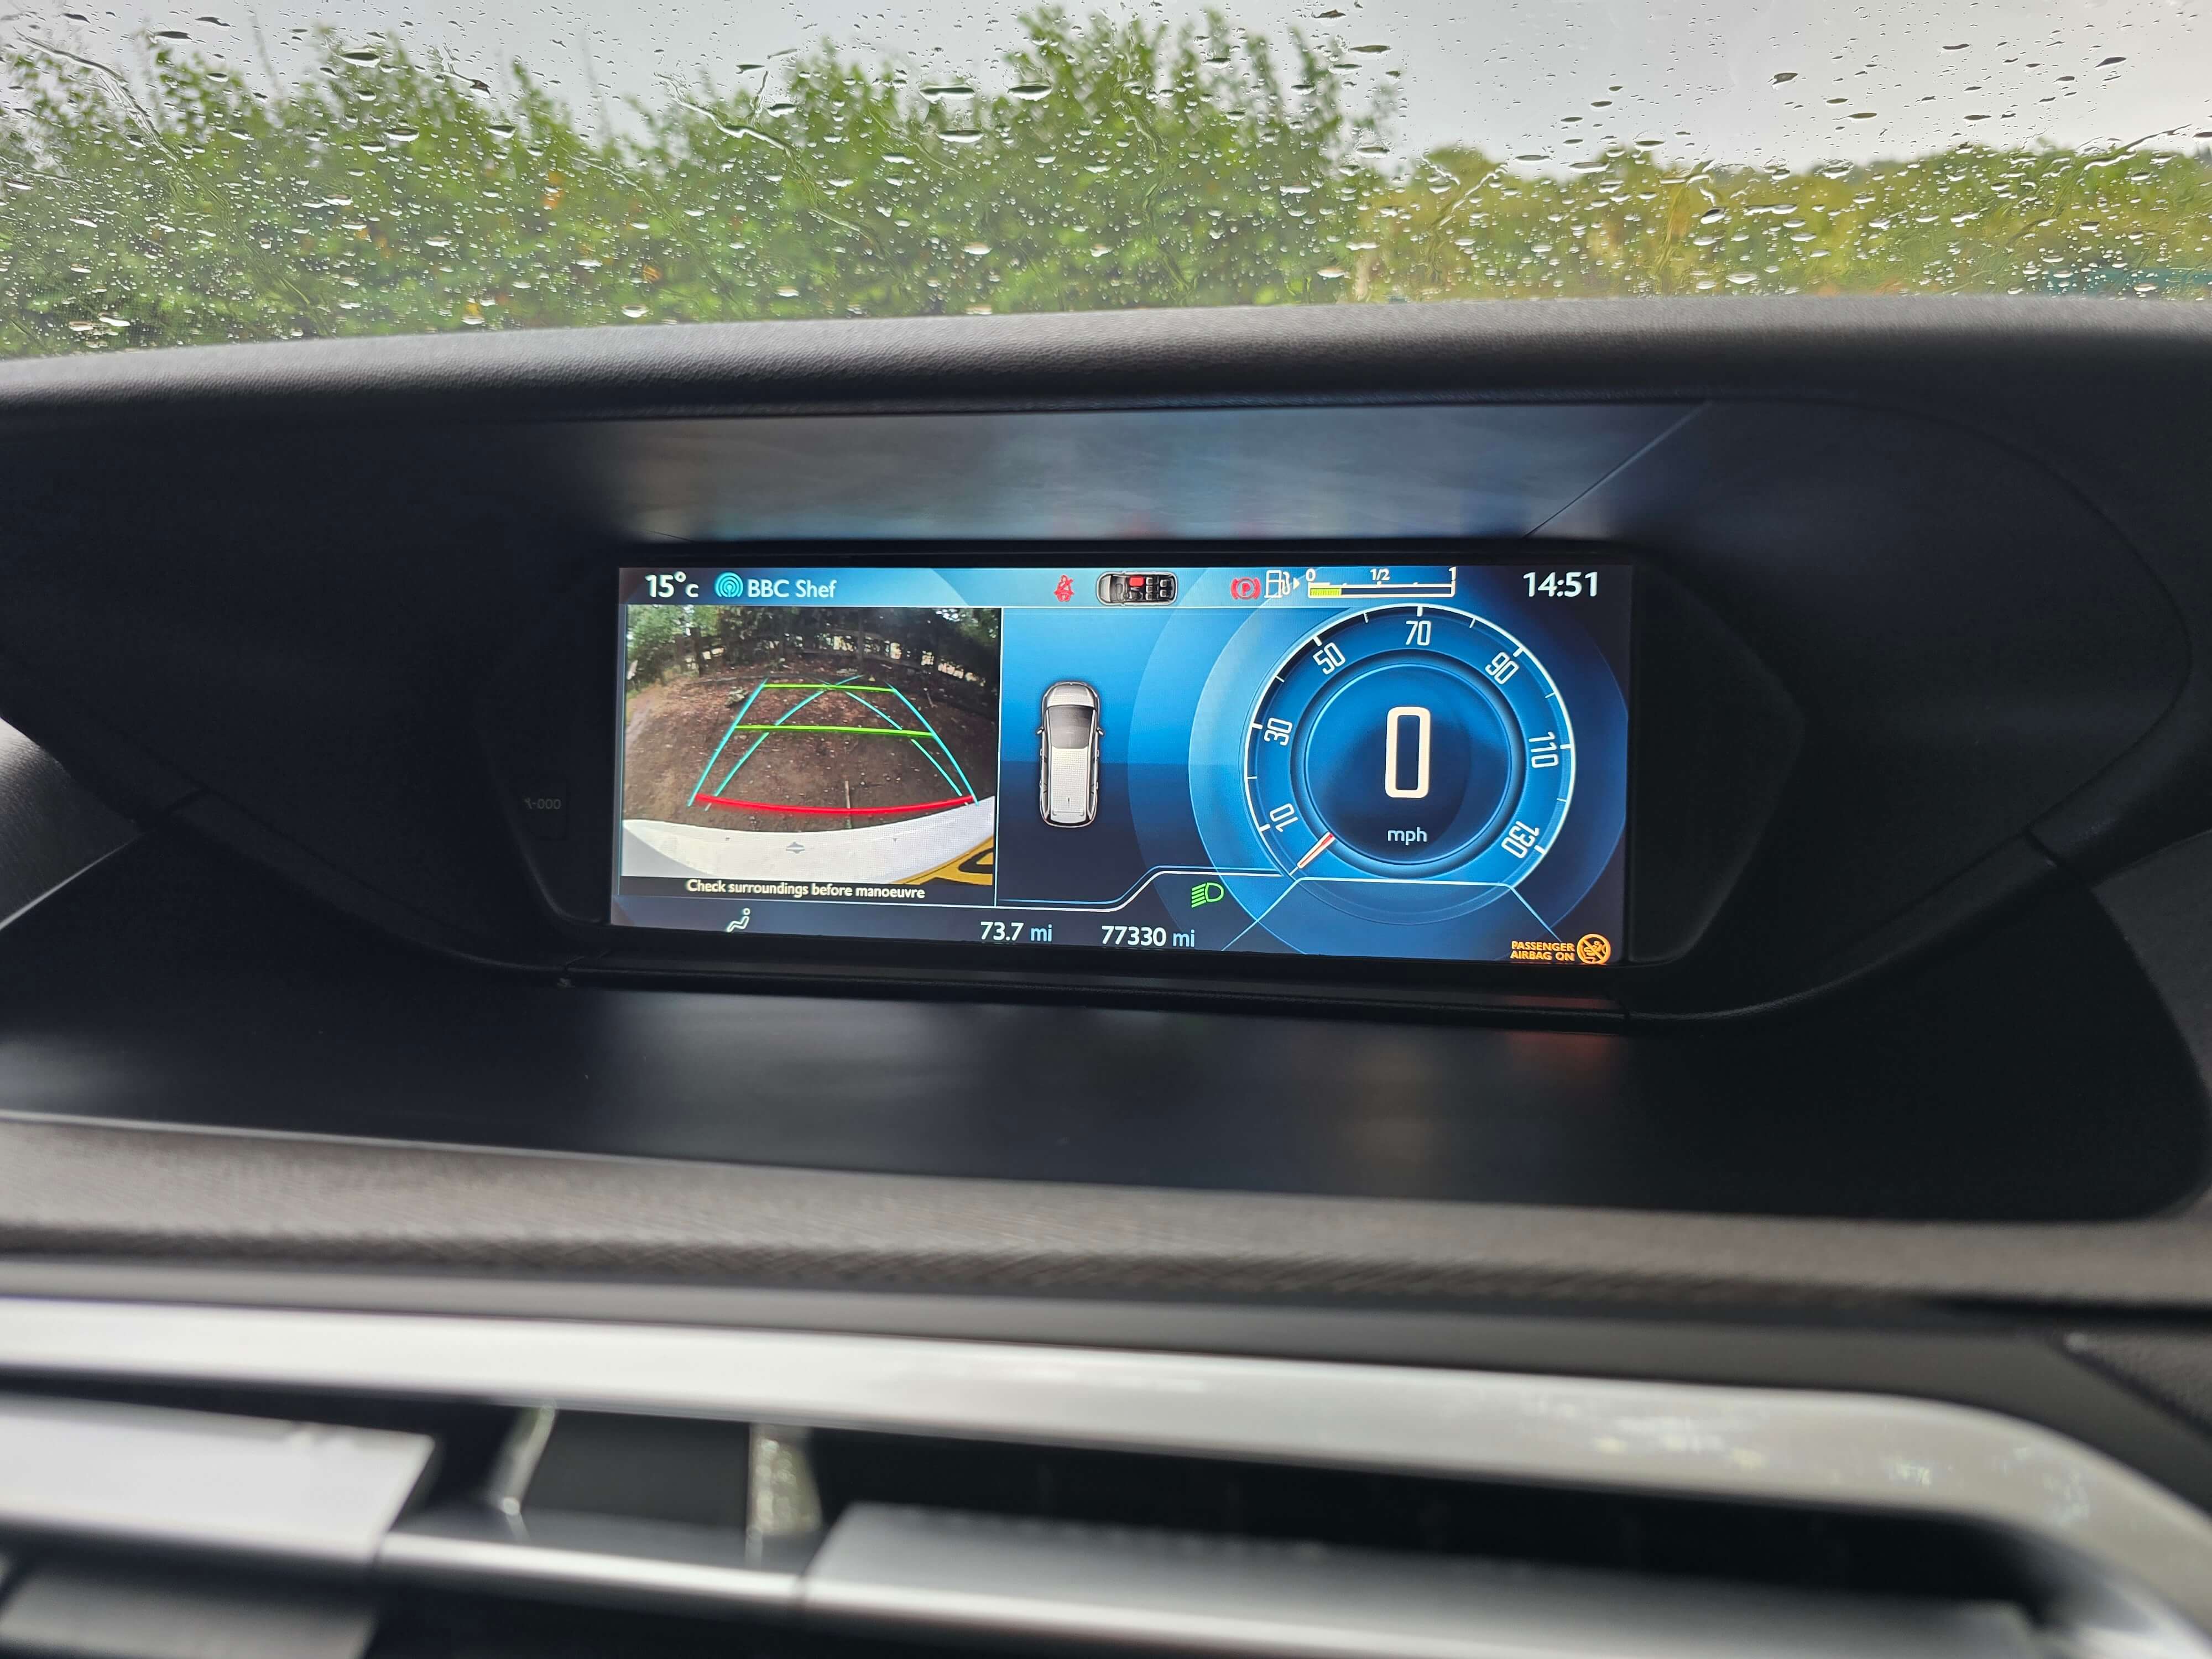 15°C BBC Shef
P 0 1/2 1
14:51
10
30
50
70
90
110
130
0
mph
Check surroundings before manoeuvre
73.7 mi 77330 mi
PASSENGER
AIRBAG ON
-000